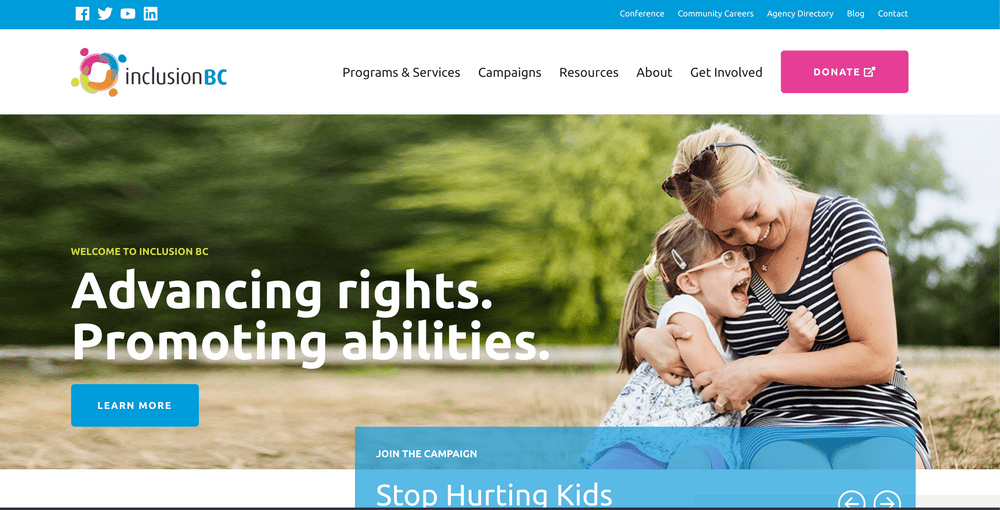 Conference Community Careers Agency Directory Blog Contact
inclusionBC
Programs & Services Campaigns Resources About Get Involved DONATE
WELCOME TO INCLUSION BC
Advancing rights.
Promoting abilities.
LEARN MORE
JOIN THE CAMPAIGN
Stop Hurting Kids